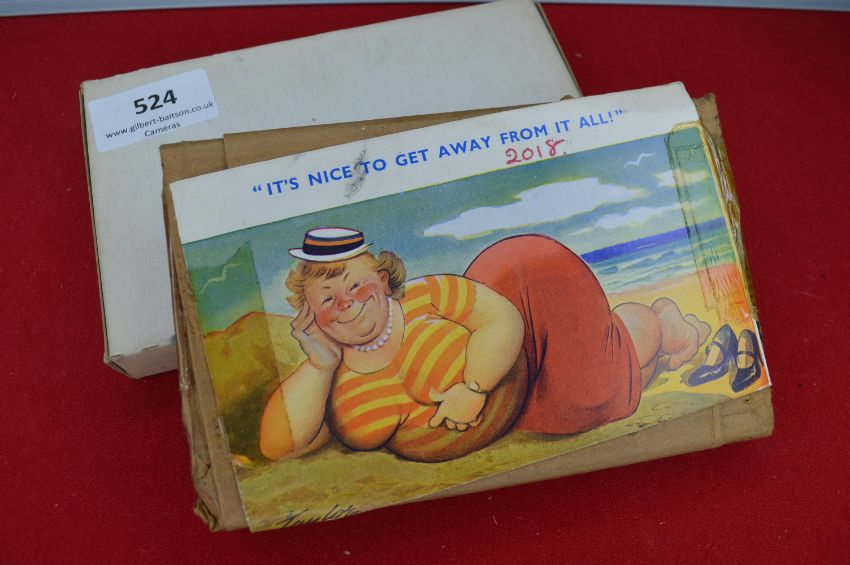 524
www.gilbert-baitson.co.uk
Cameras
"IT'S NICE TO GET AWAY FROM IT ALL!"
2018.